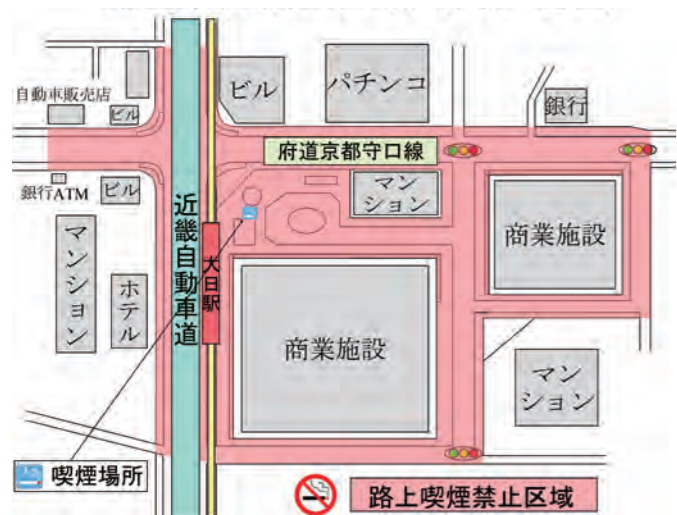 自動車販売店
ビル
ビル
パチンコ
銀行
府道京都守口線
銀行ATM
ビル
マン
ション
近畿自動車道
大日駅
商業施設
マンション
ホテル
商業施設
マン
ション
喫煙場所
路上喫煙禁止区域